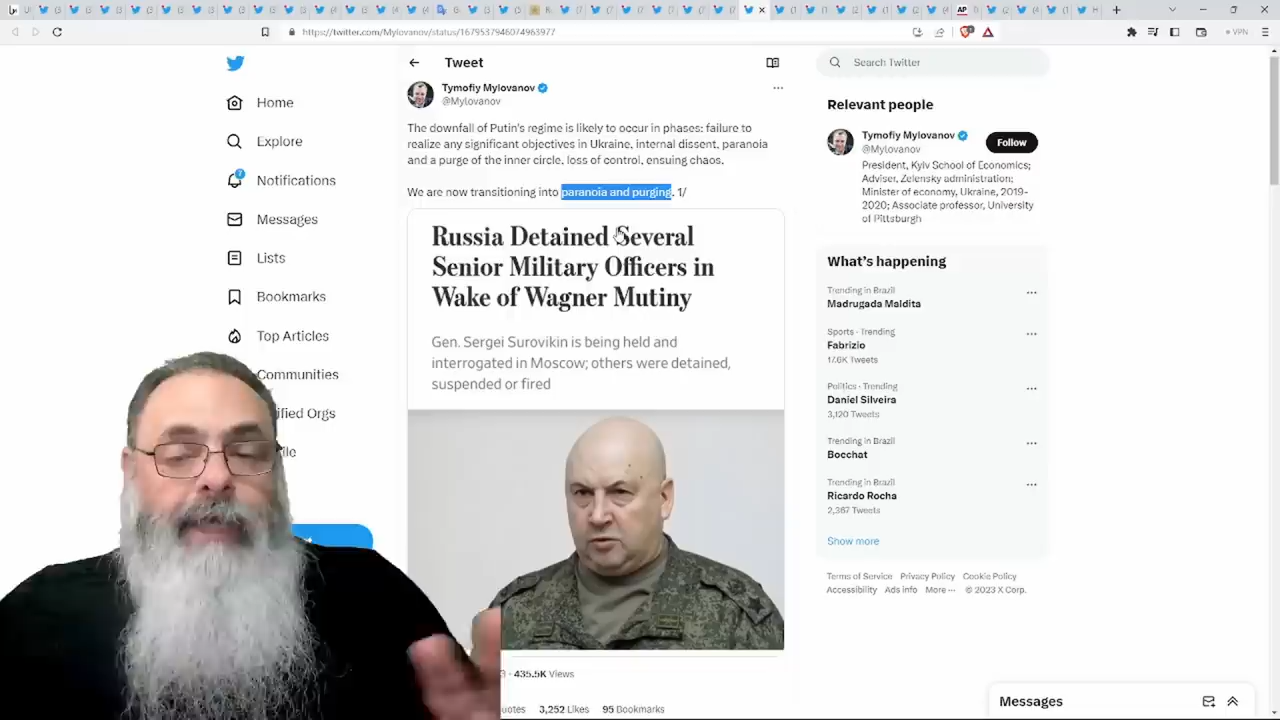 AP
https://twitter.com/Mylovanov/status/1679537946074963977
VPN
Home
Explore
Notifications
Messages
Lists
Bookmarks
Top Articles
Communities
ified Orgs
Tweet
Tymofiy Mylovanov
@Mylovanov
The downfall of Putin's regime is likely to occur in phases: failure to
realize any significant objectives in Ukraine, internal dissent, paranoia
and a purge of the inner circle, loss of control, ensuing chaos.
We are now transitioning into paranoia and purging. 1/
Russia Detained Several
Senior Military Officers in
Wake of Wagner Mutiny
Gen. Sergei Surovikin is being held and
interrogated in Moscow; others were detained,
suspended or fired
435.5K Views
uotes 3,252 Likes 95 Bookmarks
Search Twitter
Relevant people
Tymofiy Mylovanov
@Mylovanov
Follow
President, Kyiv School of Economics;
Adviser, Zelensky administration;
Minister of economy, Ukraine, 2019-
2020; Associate professor, University
of Pittsburgh
What's happening
Trending in Brazil
Madrugada Maldita
Sports · Trending
Fabrizio
17.6K Tweets
Politics · Trending
Daniel Silveira
3,120 Tweets
Trending in Brazil
Boechat
Trending in Brazil
Ricardo Rocha
2,367 Tweets
Show more
Terms of Service Privacy Policy Cookie Policy
Accessibility Ads info More ··· © 2023 X Corp.
Messages